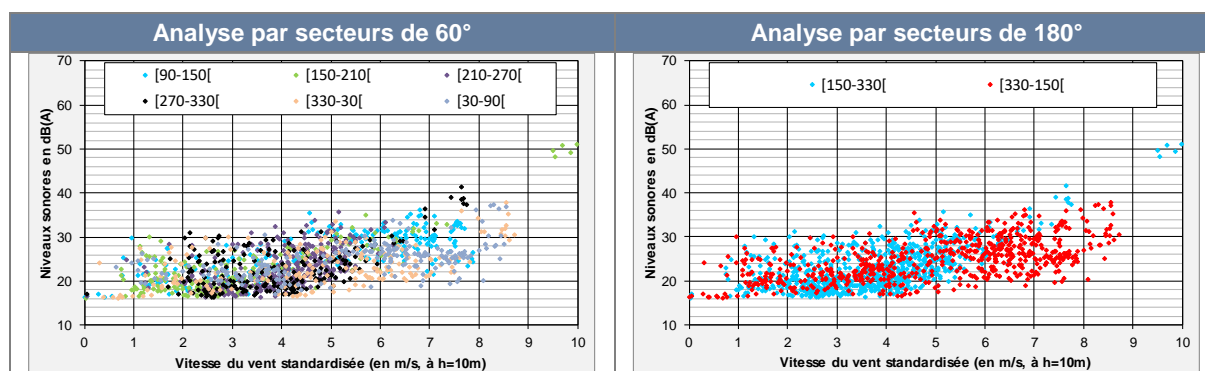 Analyse par secteurs de 60°
Analyse par secteurs de 180°
70
60
50
40
30
20
10
Niveaux sonores en dB(A)
[90-150[
[150-210[
[210-270[
[270-330[
[330-30[
[30-90[
0 1 2 3 4 5 6 7 8 9 10
Vitesse du vent standardisée (en m/s, à h=10m)
70
60
50
40
30
20
10
Niveaux sonores en dB(A)
[150-330[
[330-150[
0 1 2 3 4 5 6 7 8 9 10
Vitesse du vent standardisée (en m/s, à h=10m)